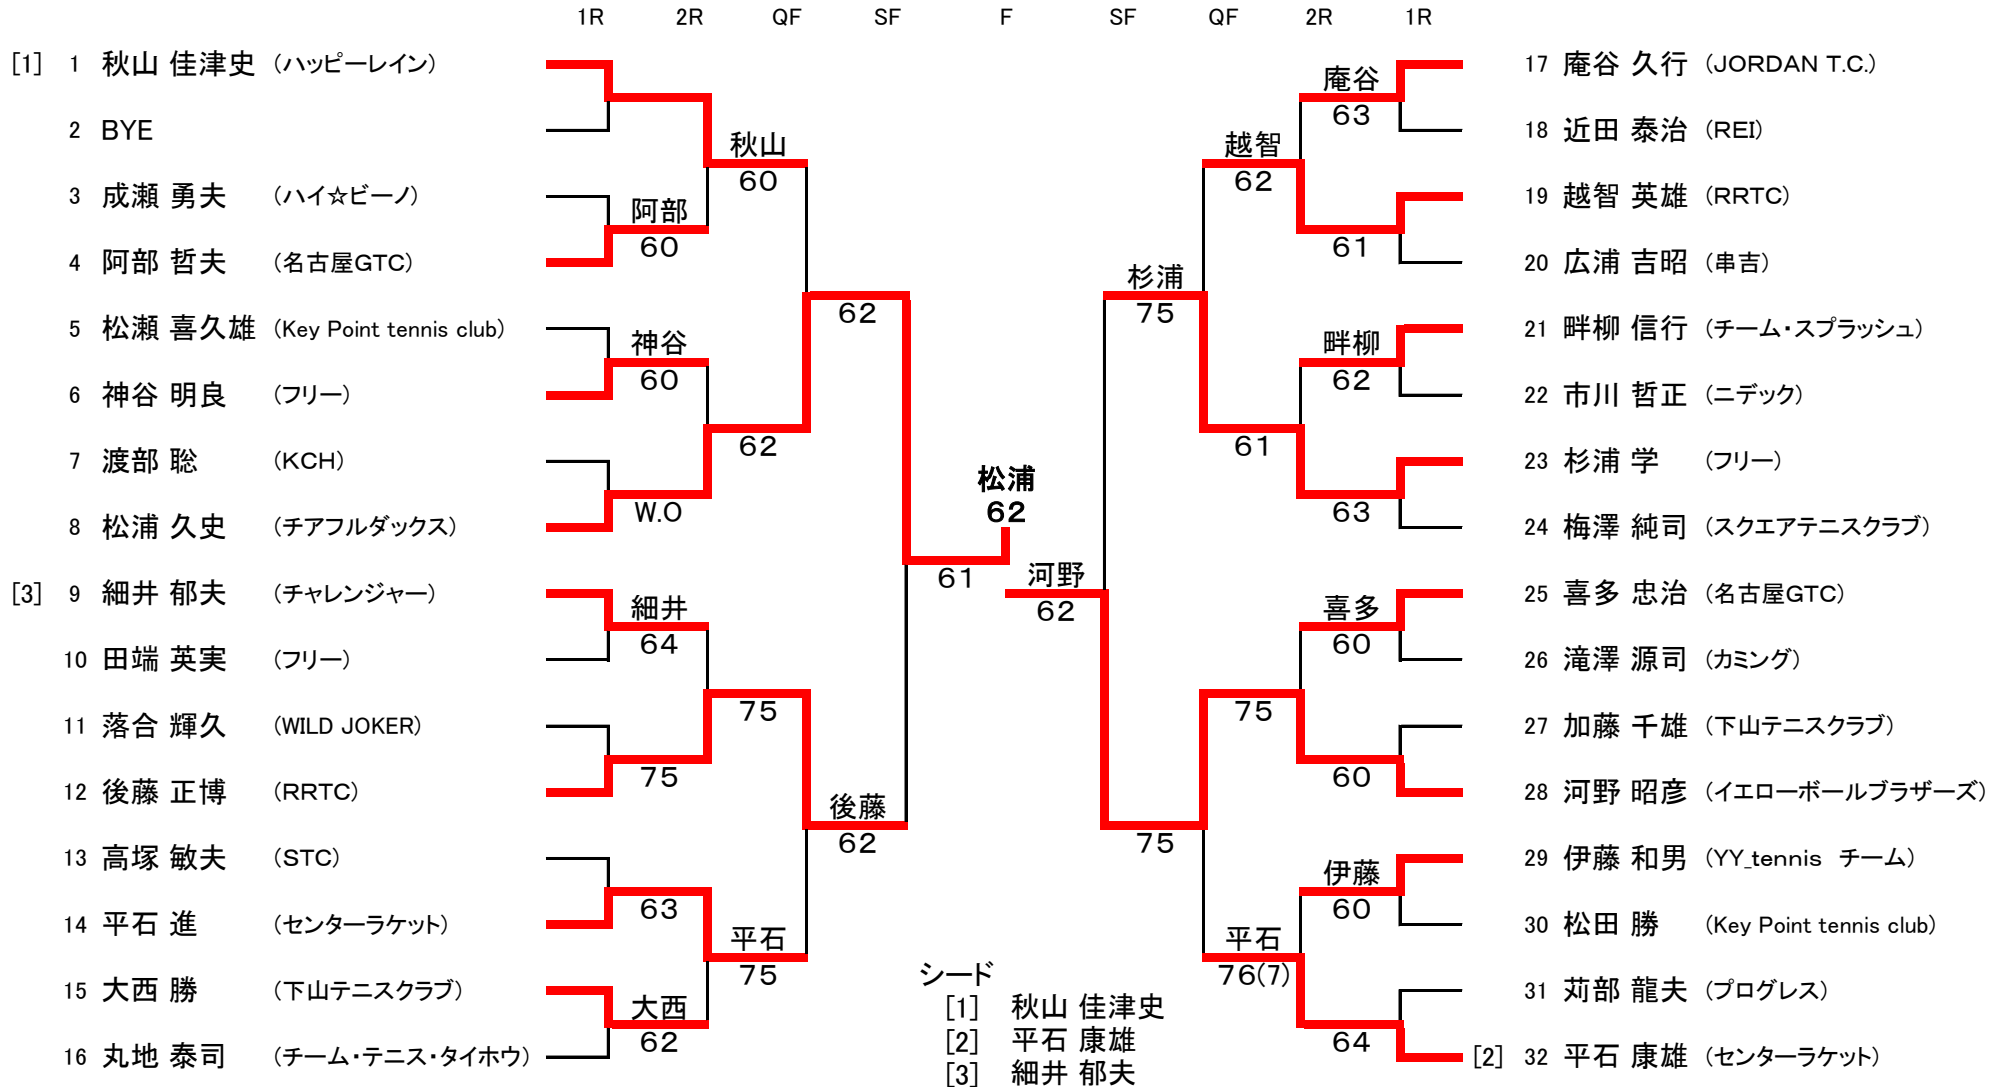 1R 2R QF SF F SF QF 2R 1R
[1] 1 秋山 佳津史 (ハッピーレイン)
2 BYE
3 成瀬 勇夫 (ハイ☆ビーノ)
4 阿部 哲夫 (名古屋GTC)
5 松瀬 喜久雄 (Key Point tennis club)
6 神谷 明良 (フリー)
7 渡部 聡 (KCH)
8 松浦 久史 (チアフルダックス)
[3] 9 細井 郁夫 (チャレンジャー)
10 田端 英実 (フリー)
11 落合 輝久 (WILD JOKER)
12 後藤 正博 (RRTC)
13 高塚 敏夫 (STC)
14 平石 進 (センターラケット)
15 大西 勝 (下山テニスクラブ)
16 丸地 泰司 (チーム・テニス・タイホウ)
阿部
60
神谷
60
W.O
細井
64
75
63
大西
62
秋山
60
62
75
平石
75
62
後藤
62
61
松浦
62
河野
62
杉浦
75
75
越智
62
61
75
平石
76(7)
庵谷
63
61
畔柳
62
63
喜多
60
60
伊藤
60
64
17 庵谷 久行 (JORDAN T.C.)
18 近田 泰治 (REI)
19 越智 英雄 (RRTC)
20 広浦 吉昭 (串吉)
21 畔柳 信行 (チーム・スプラッシュ)
22 市川 哲正 (ニデック)
23 杉浦 学 (フリー)
24 梅澤 純司 (スクエアテニスクラブ)
25 喜多 忠治 (名古屋GTC)
26 滝澤 源司 (カミング)
27 加藤 千雄 (下山テニスクラブ)
28 河野 昭彦 (イエローボールブラザーズ)
29 伊藤 和男 (YY_tennis チーム)
30 松田 勝 (Key Point tennis club)
31 苅部 龍夫 (プログレス)
[2] 32 平石 康雄 (センターラケット)
シード
[1] 秋山 佳津史
[2] 平石 康雄
[3] 細井 郁夫